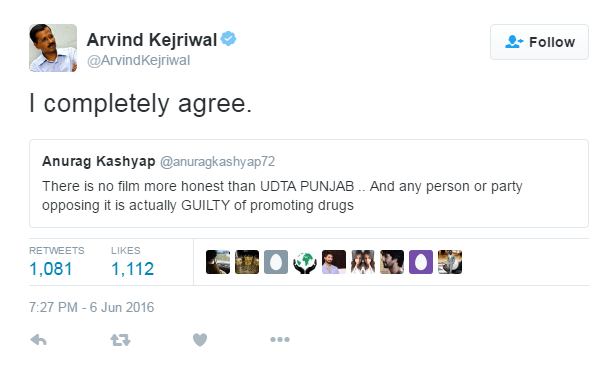 Arvind Kejriwal
@ArvindKejriwal
Follow
I completely agree.
Anurag Kashyap @anuragkashyap72
There is no film more honest than UDTA PUNJAB .. And any person or party
opposing it is actually GUILTY of promoting drugs
RETWEETS LIKES
1,081 1,112
7:27 PM - 6 Jun 2016